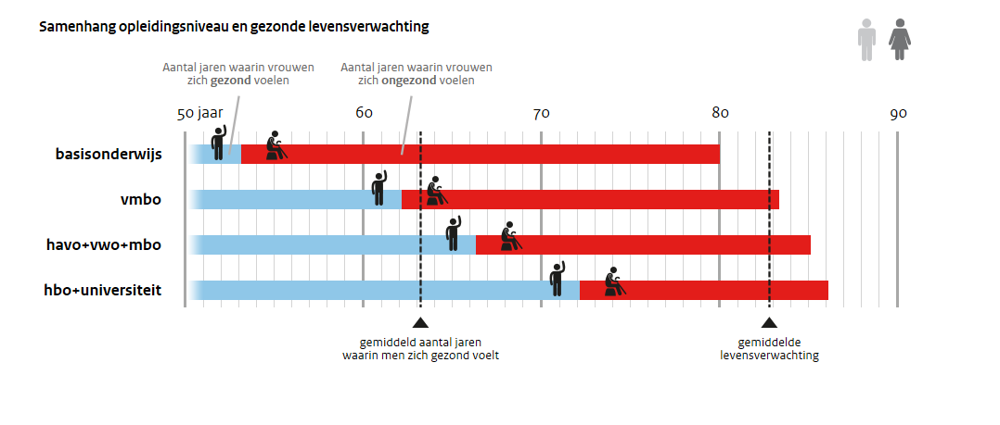 Samenhang opleidingsniveau en gezonde levensverwachting
Aantal jaren waarin vrouwen
zich gezond voelen
Aantal jaren waarin vrouwen
zich ongezond voelen
50 jaar 60 70 80 90
basisonderwijs
vmbo
havo+vwo+mbo
hbo+universiteit
gemiddeld aantal jaren
waarin men zich gezond voelt
gemiddelde
levensverwachting